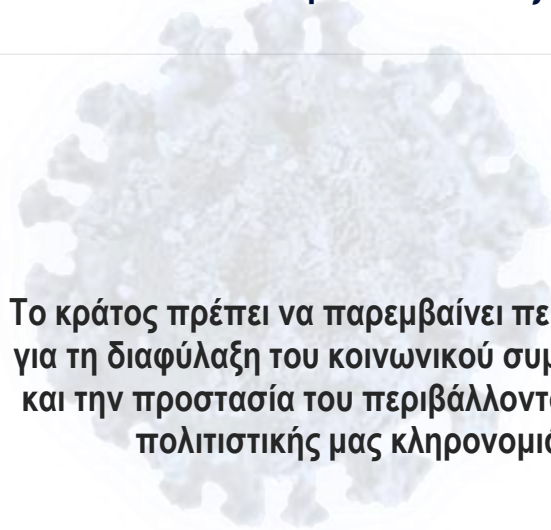 Το κράτος πρέπει να παρεμβαίνει
για τη διαφύλαξη του κοινωνικού
και την προστασία του
πολιτιστικής μας